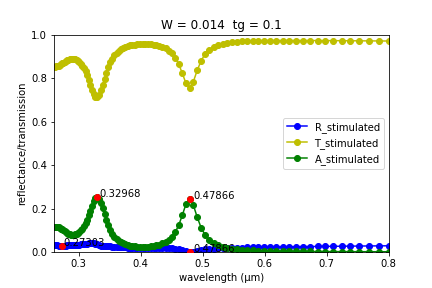 W = 0.014  tg = 0.1
1.0
0.8
0.6
0.4
0.2
0.0
reflectance/transmission
R_stimulated
T_stimulated
A_stimulated
0.32968
0.47866
0.3
0.4
0.5
0.6
0.7
0.8
wavelength (μm)